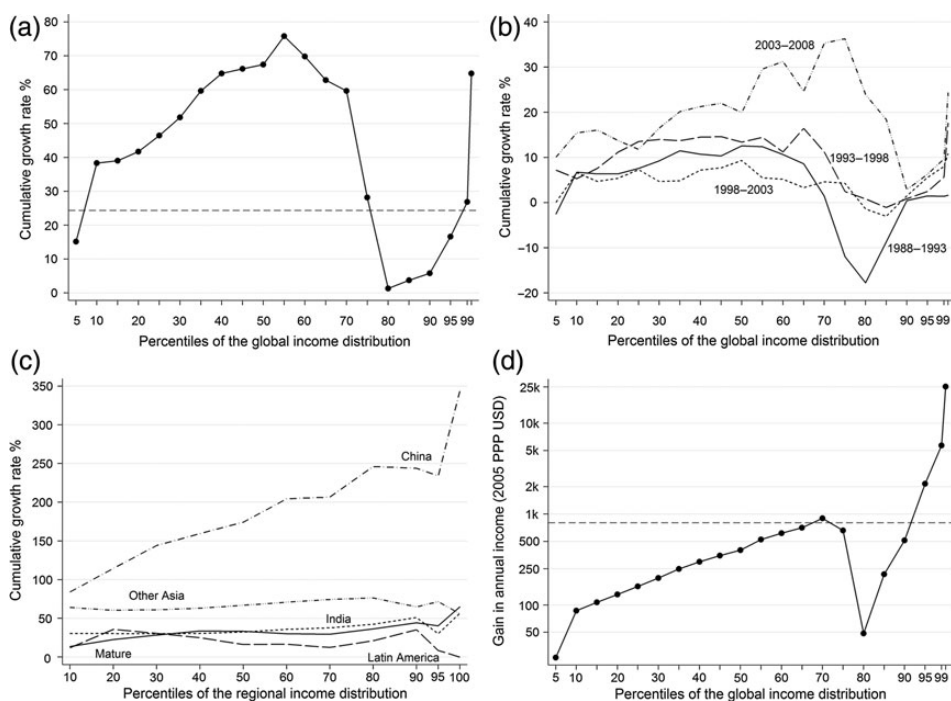 (a)
Cumulative growth rate %
80
70
60
50
40
30
20
10
0
5 10 20 30 40 50 60 70 80 90 95 99
Percentiles of the global income distribution
(b)
Cumulative growth rate %
40
30
20
10
0
−10
−20
2003–2008
1993–1998
1998–2003
1988–1993
5 10 20 30 40 50 60 70 80 90 95 99
Percentiles of the global income distribution
(c)
Cumulative growth rate %
350
300
250
200
150
100
50
0
China
Other Asia
India
Mature
Latin America
10 20 30 40 50 60 70 80 90 95 100
Percentiles of the regional income distribution
(d)
Gain in annual income (2005 PPP USD)
25k
5k
2k
1k
500
250
100
50
5 10 20 30 40 50 60 70 80 90 95 99
Percentiles of the global income distribution